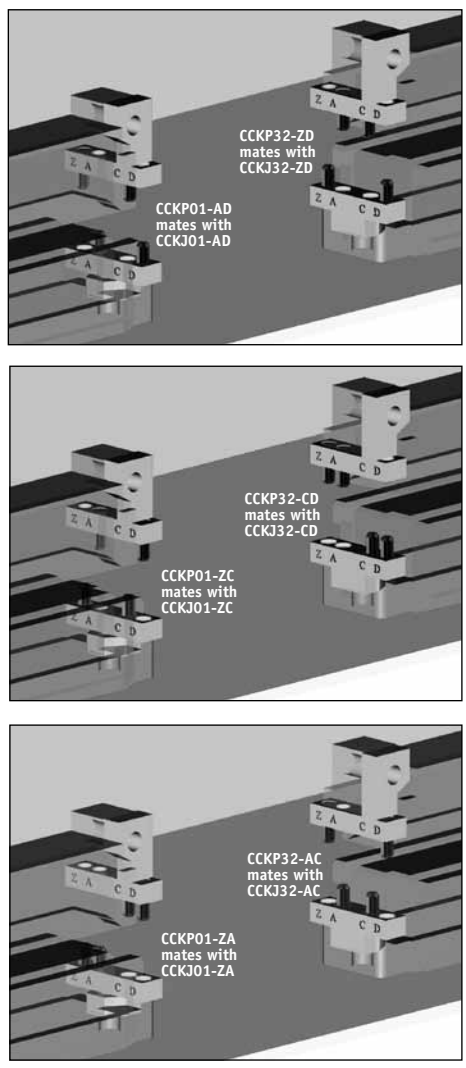 Z A C D
CCKP32-ZD
mates with
CCKJ32-ZD
Z A C D
Z A C D
CCKP01-AD
mates with
CCKJ01-AD
Z A C D
Z A C D
CCKP32-CD
mates with
CCKJ32-CD
Z A C D
Z A C D
CCKP01-ZC
mates with
CCKJ01-ZC
Z A C D
Z A C D
CCKP32-AC
mates with
CCKJ32-AC
Z A C D
Z A C D
CCKP01-ZA
mates with
CCKJ01-ZA
Z A C D